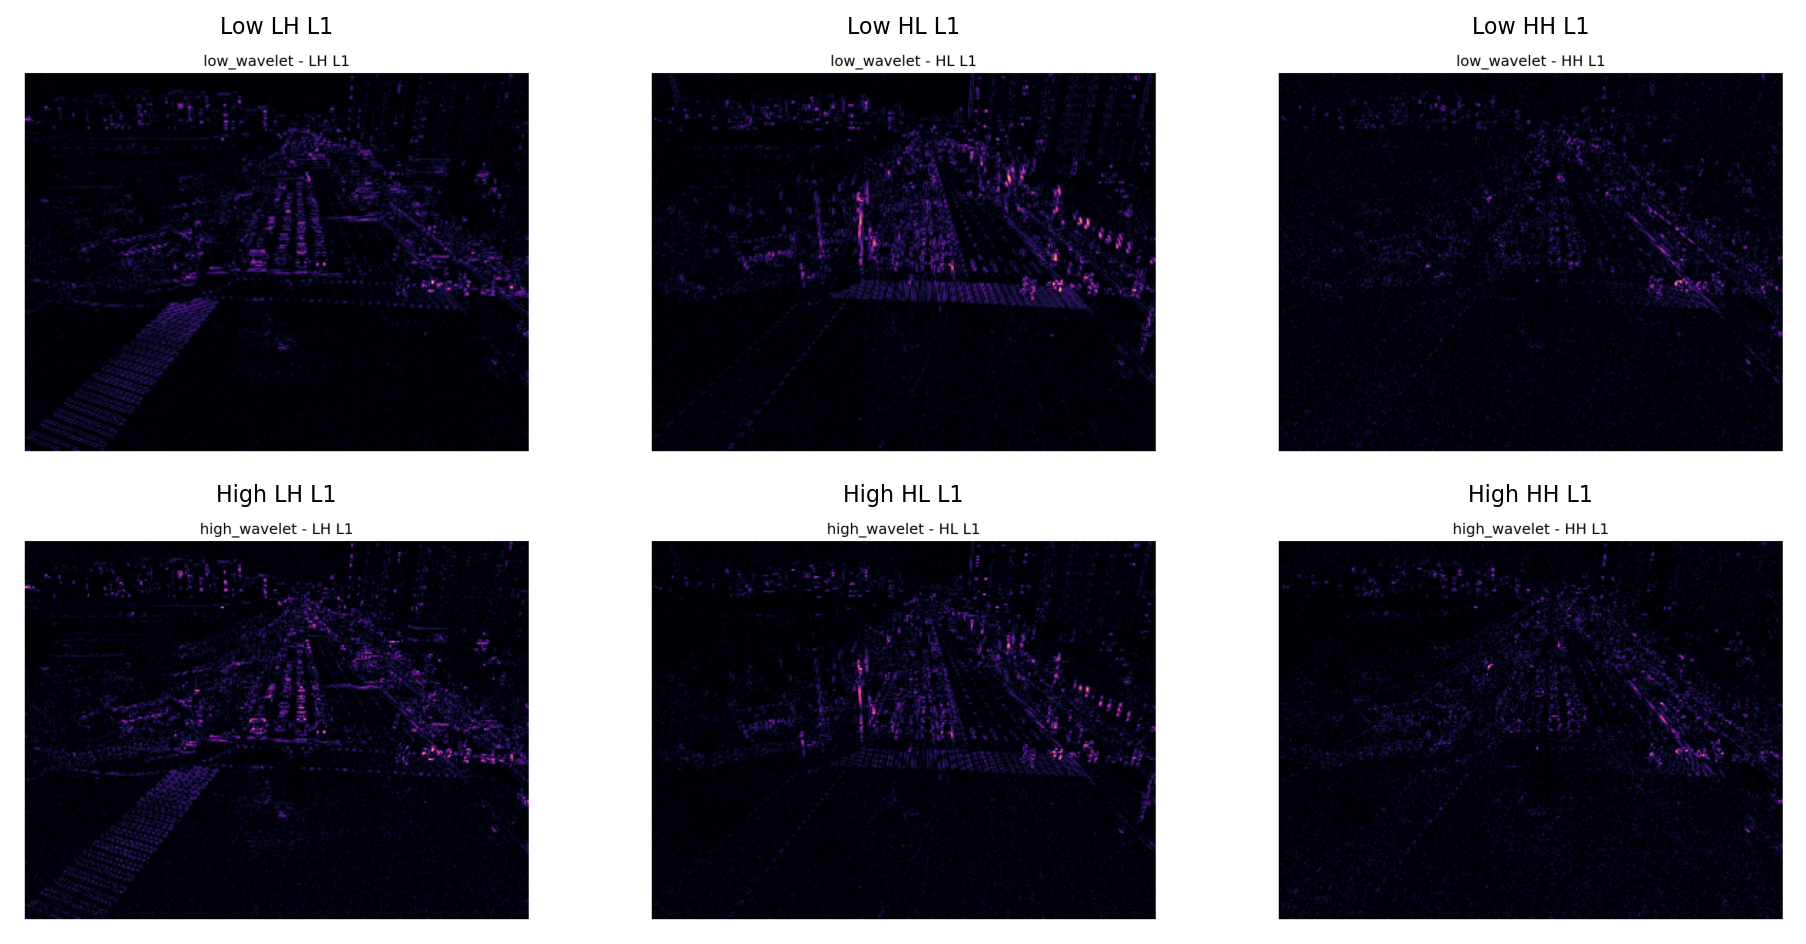 Low LH L1
Low HL L1
Low HH L1
low_wavelet - LH L1
low_wavelet - HL L1
low_wavelet - HH L1
High LH L1
High HL L1
High HH L1
high_wavelet - LH L1
high_wavelet - HL L1
high_wavelet - HH L1